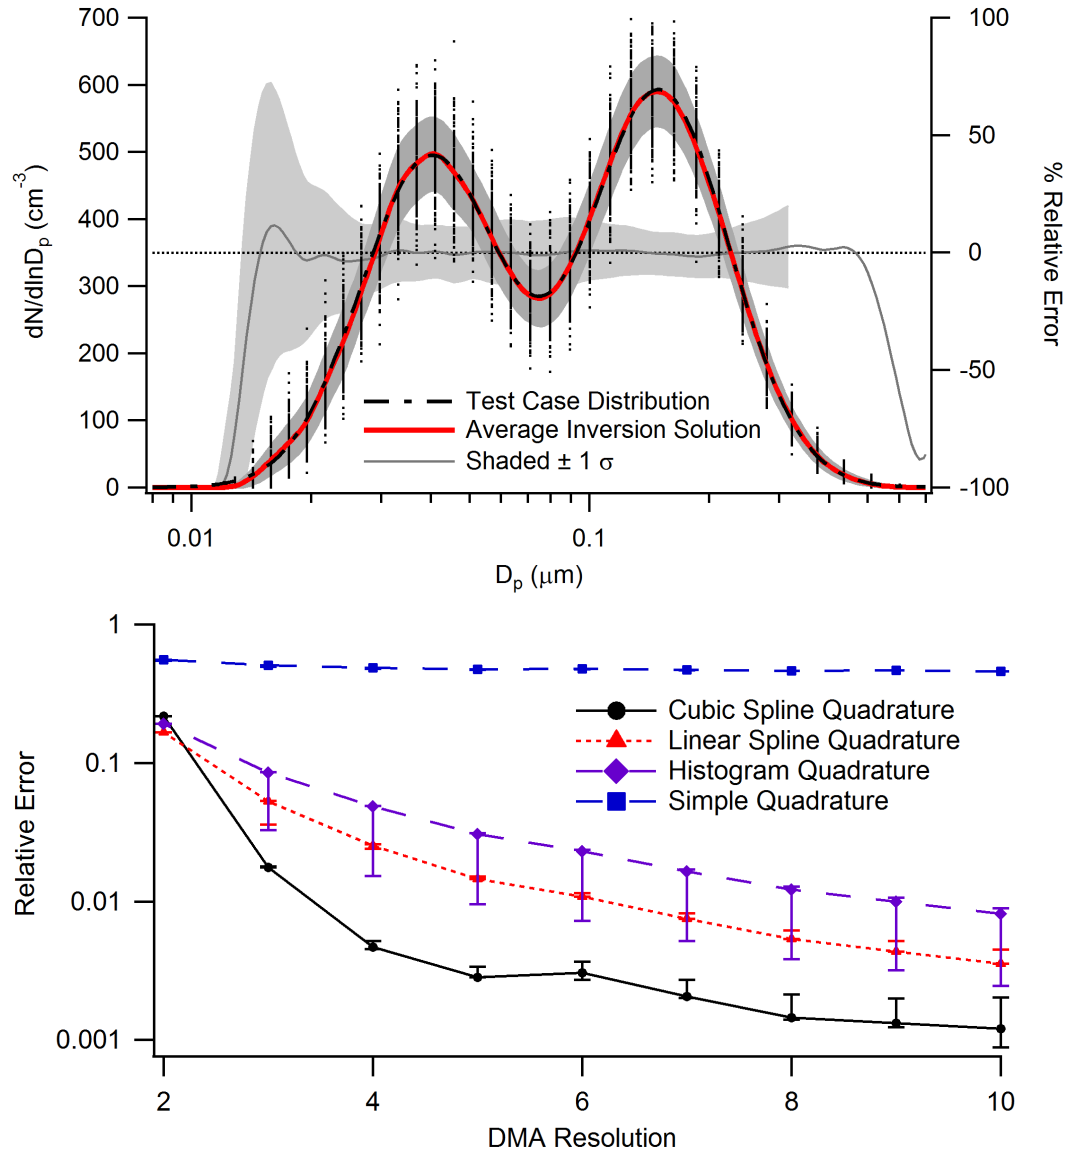 700
600
500
400
300
200
100
0
dN/dlnDp (cm-3)
100
50
0
-50
-100
% Relative Error
Test Case Distribution
Average Inversion Solution
Shaded ± 1 σ
0.01
0.1
Dp (μm)
1
0.1
0.01
0.001
Relative Error
Cubic Spline Quadrature
Linear Spline Quadrature
Histogram Quadrature
Simple Quadrature
2
4
6
8
10
DMA Resolution